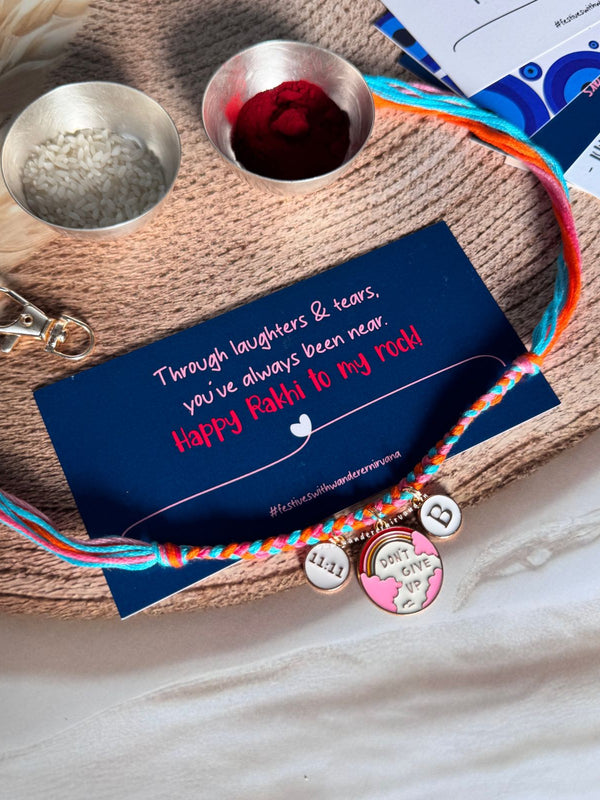 #festiveswith
Through laughters & tears,
you've always been near.
Happy Rakhi to my rock!
#festiveswithwanderernirvana
11:11
DON'T
GIVE
UP
B